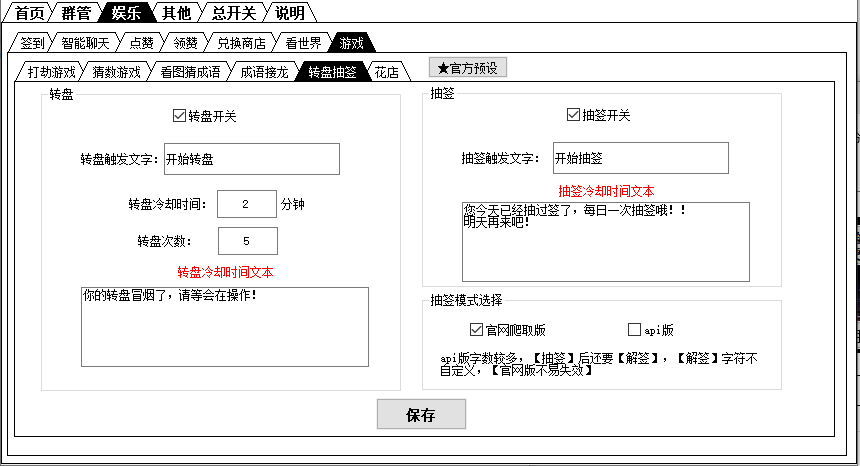 首页 群管 娱乐 其他 总开关 说明
签到 智能聊天 点赞 领赞 兑换商店 看世界 游戏
打劫游戏 猜数游戏 看图猜成语 成语接龙 转盘抽签 花店 ★官方预设
转盘
转盘开关
转盘触发文字: 开始转盘
转盘冷却时间: 2 分钟
转盘次数: 5
转盘冷却时间文本
你的转盘冒烟了，请等会在操作!
抽签
抽签开关
抽签触发文字: 开始抽签
抽签冷却时间文本
您今天已经抽过签了，每日一次抽签哦！！
明天再来吧!
抽签模式选择
官网爬取版 api版
api版字数较多，【抽签】后还要【解签】，【解签】字符不
自定义，【官网版不易失效】
保存